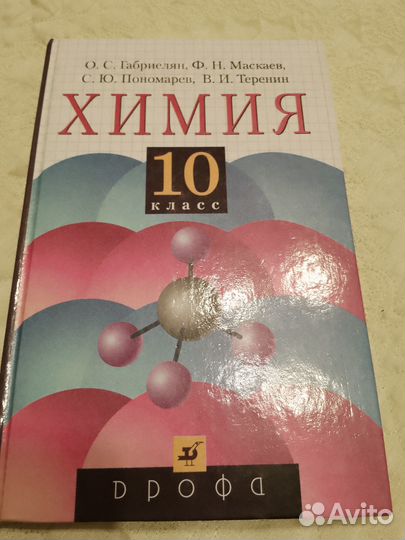 О. С. Габриелян, Ф. Н. Маскаев,
С. Ю. Пономарев, В. И. Теренин
ХИМИЯ
10
класс
дрофа
Avito